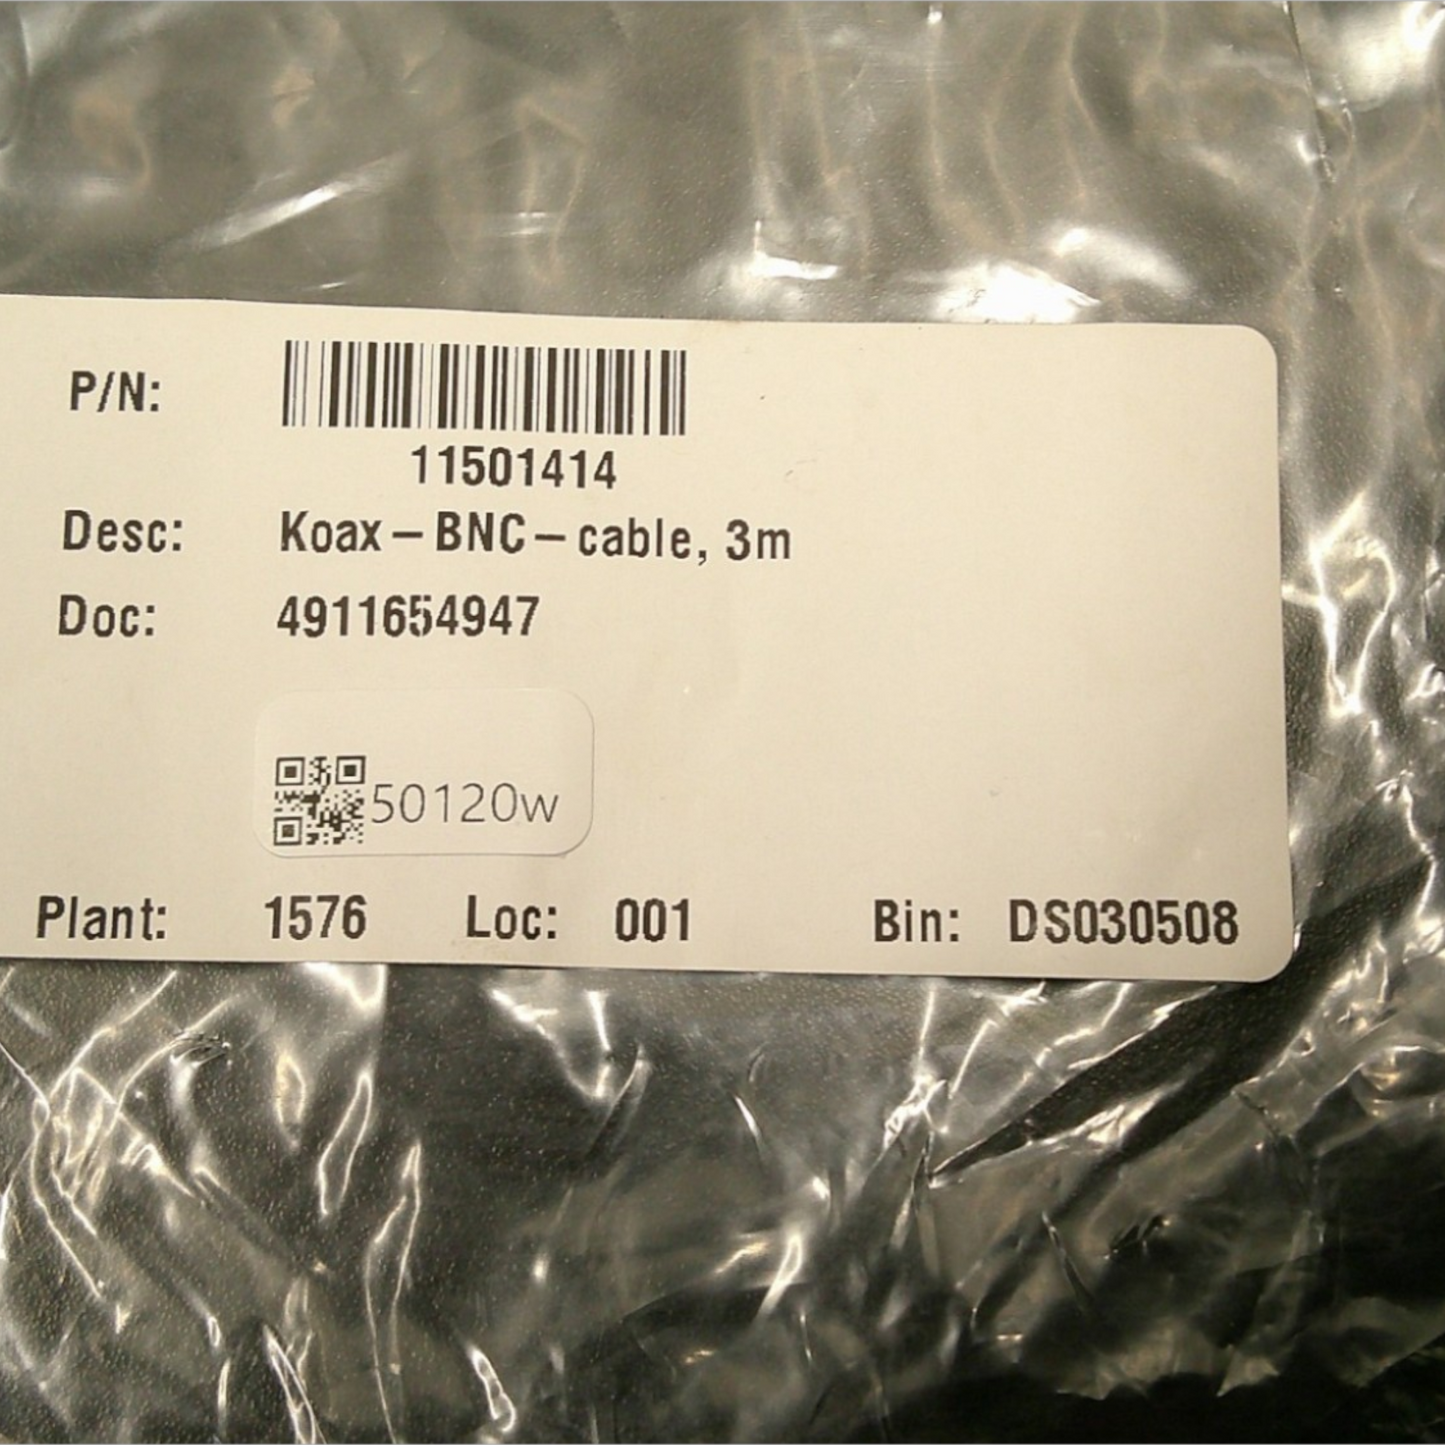 P/N:
11501414
Desc: Koax-BNC-cable, 3m
Doc: 4911654947
50120w
Plant: 1576 Loc: 001 Bin: DS030508